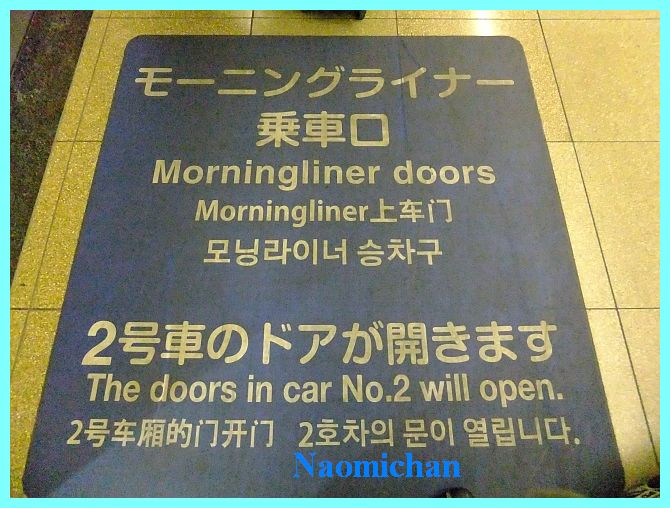 モーニングライナー
乗車口
Morningliner doors
Morningliner上车门
모닝라이너 승차구
2号車のドアが開きます
The doors in car No.2 will open.
2号车厢的门开门 2호차의 문이 열립니다.
Naomichan